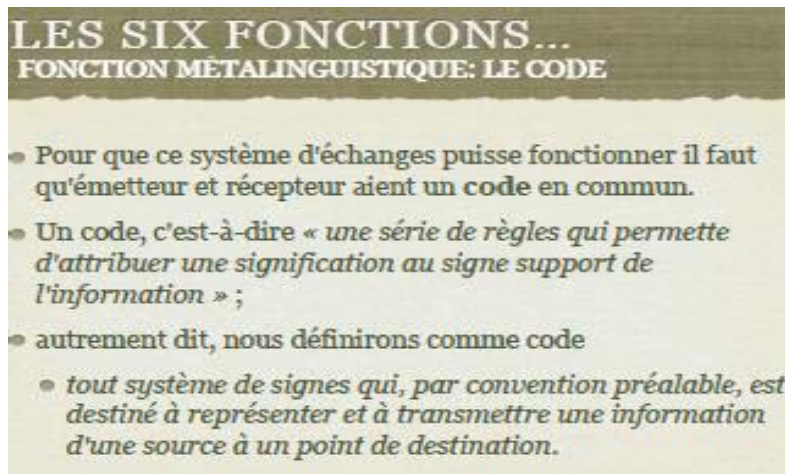 LES SIX FONCTIONS...
FONCTION MÉTALINGUISTIQUE: LE CODE
Pour que ce système d'échanges puisse fonctionner il faut
qu'émetteur et récepteur aient un code en commun.
Un code, c'est-à-dire « une série de règles qui permette
d'attribuer une signification au signe support de
l'information » ;
autrement dit, nous définirons comme code
tout système de signes qui, par convention préalable, est
destiné à représenter et à transmettre une information
d'une source à un point de destination.